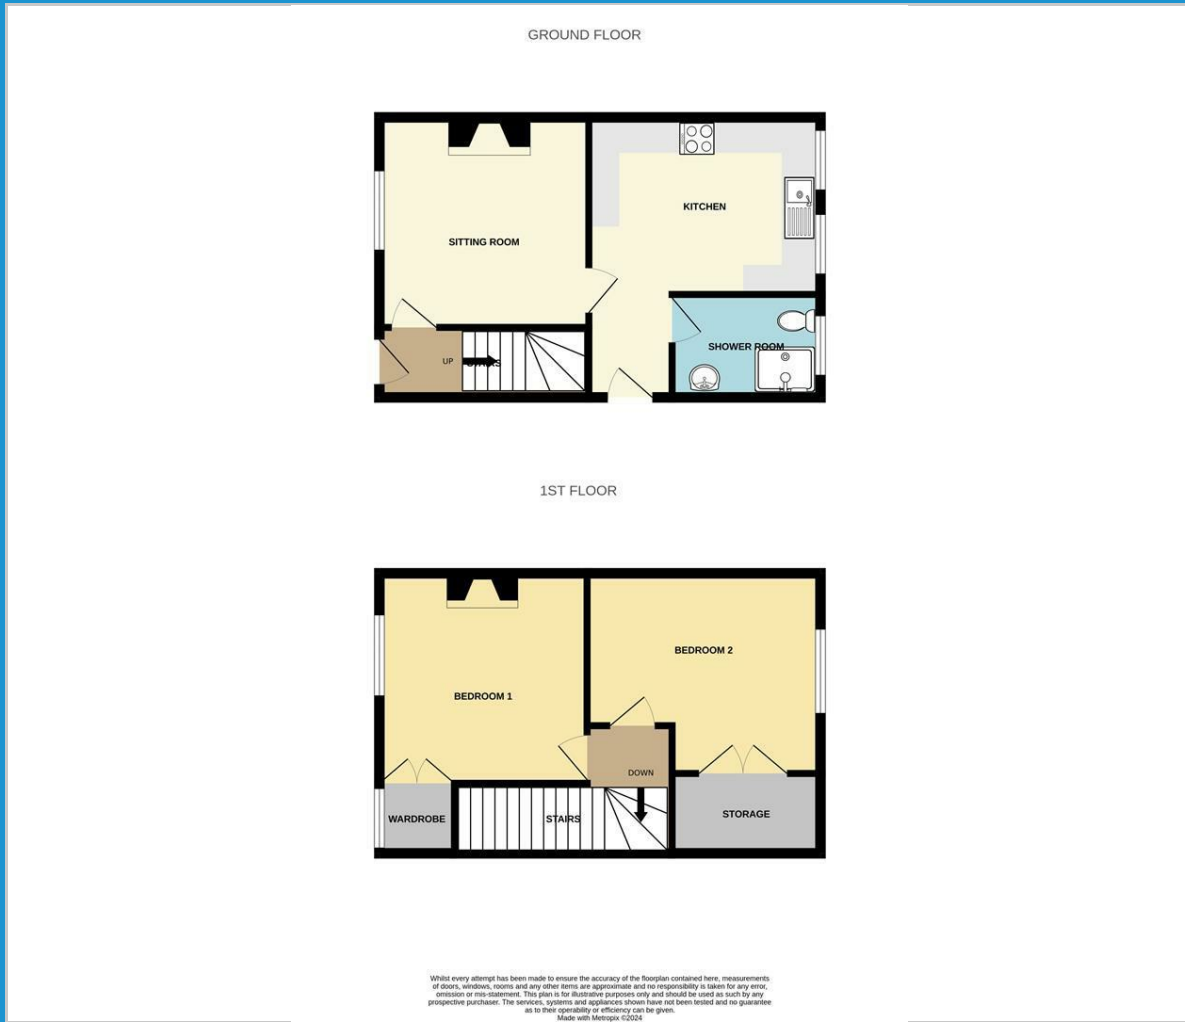 GROUND FLOOR
KITCHEN
SITTING ROOM
SHOWER ROOM
UP
STAIRS
1ST FLOOR
BEDROOM 2
BEDROOM 1
DOWN
STORAGE
WARDROBE
STAIRS
Whilst every attempt has been made to ensure the accuracy of the floorplan contained here, measurements
of doors, windows, rooms and any other items are approximate and no responsibility is taken for any error,
omission or mis-statement. This plan is for illustrative purposes only and should be used as such by any
prospective purchaser. The services, systems and appliances shown have not been tested and no guarantee
as to their operability or efficiency can be given.
Made with Metropix ©2024